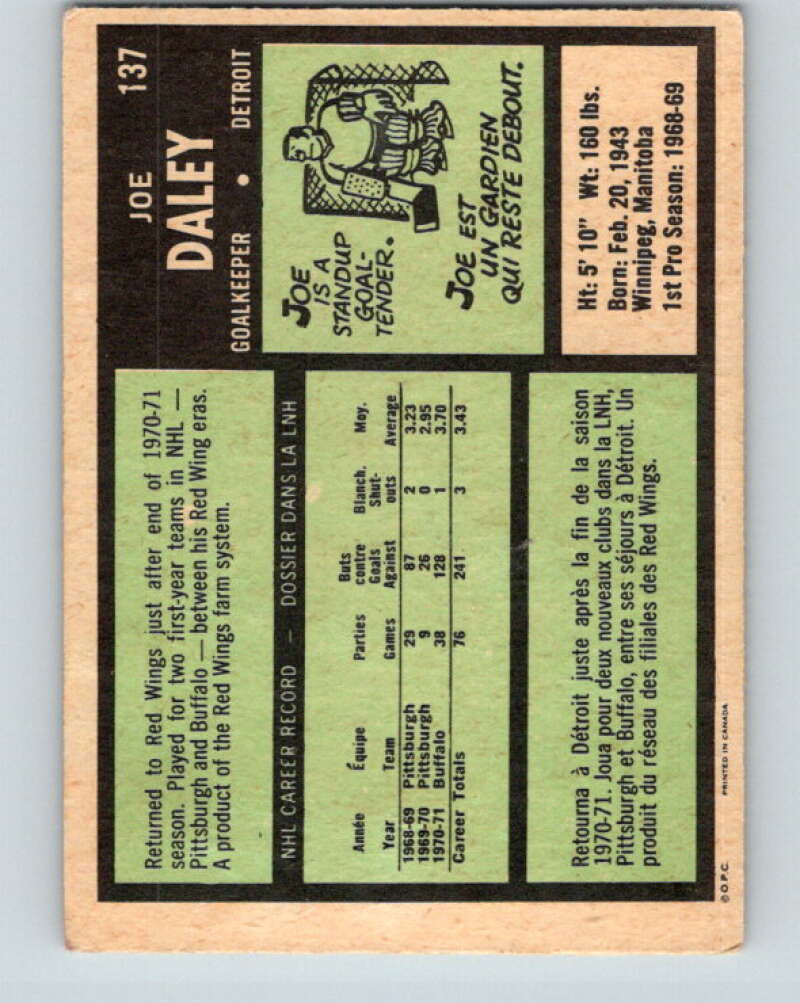 137
JOE
DALEY
GOALKEEPER • DETROIT
JOE
IS A
STANDUP
GOAL-
TENDER.
JOE EST
UN GARDIEN
QUI RESTE DEBOUT.
Ht: 5' 10" Wt: 160 lbs.
Born: Feb. 20, 1943
Winnipeg, Manitoba
1st Pro Season: 1968-69
Returned to Red Wings just after end of 1970-71
season. Played for two first-year teams in NHL —
Pittsburgh and Buffalo — between his Red Wing eras.
A product of the Red Wings farm system.
NHL CAREER RECORD — DOSSIER DANS LA LNH
Année Équipe Parties Buts contre Blanch. Moy.
Year Team Games Goals Against Shut-outs Average
1968-69 Pittsburgh 29 87 2 3.23
1969-70 Pittsburgh 9 26 0 2.95
1970-71 Buffalo 38 128 1 3.70
Career Totals 76 241 3 3.43
Retourna à Détroit juste après la fin de la saison
1970-71. Joua pour deux nouveaux clubs dans la LNH,
Pittsburgh et Buffalo, entre ses séjours à Détroit. Un
produit du réseau des filiales des Red Wings.
© O.P.C. PRINTED IN CANADA